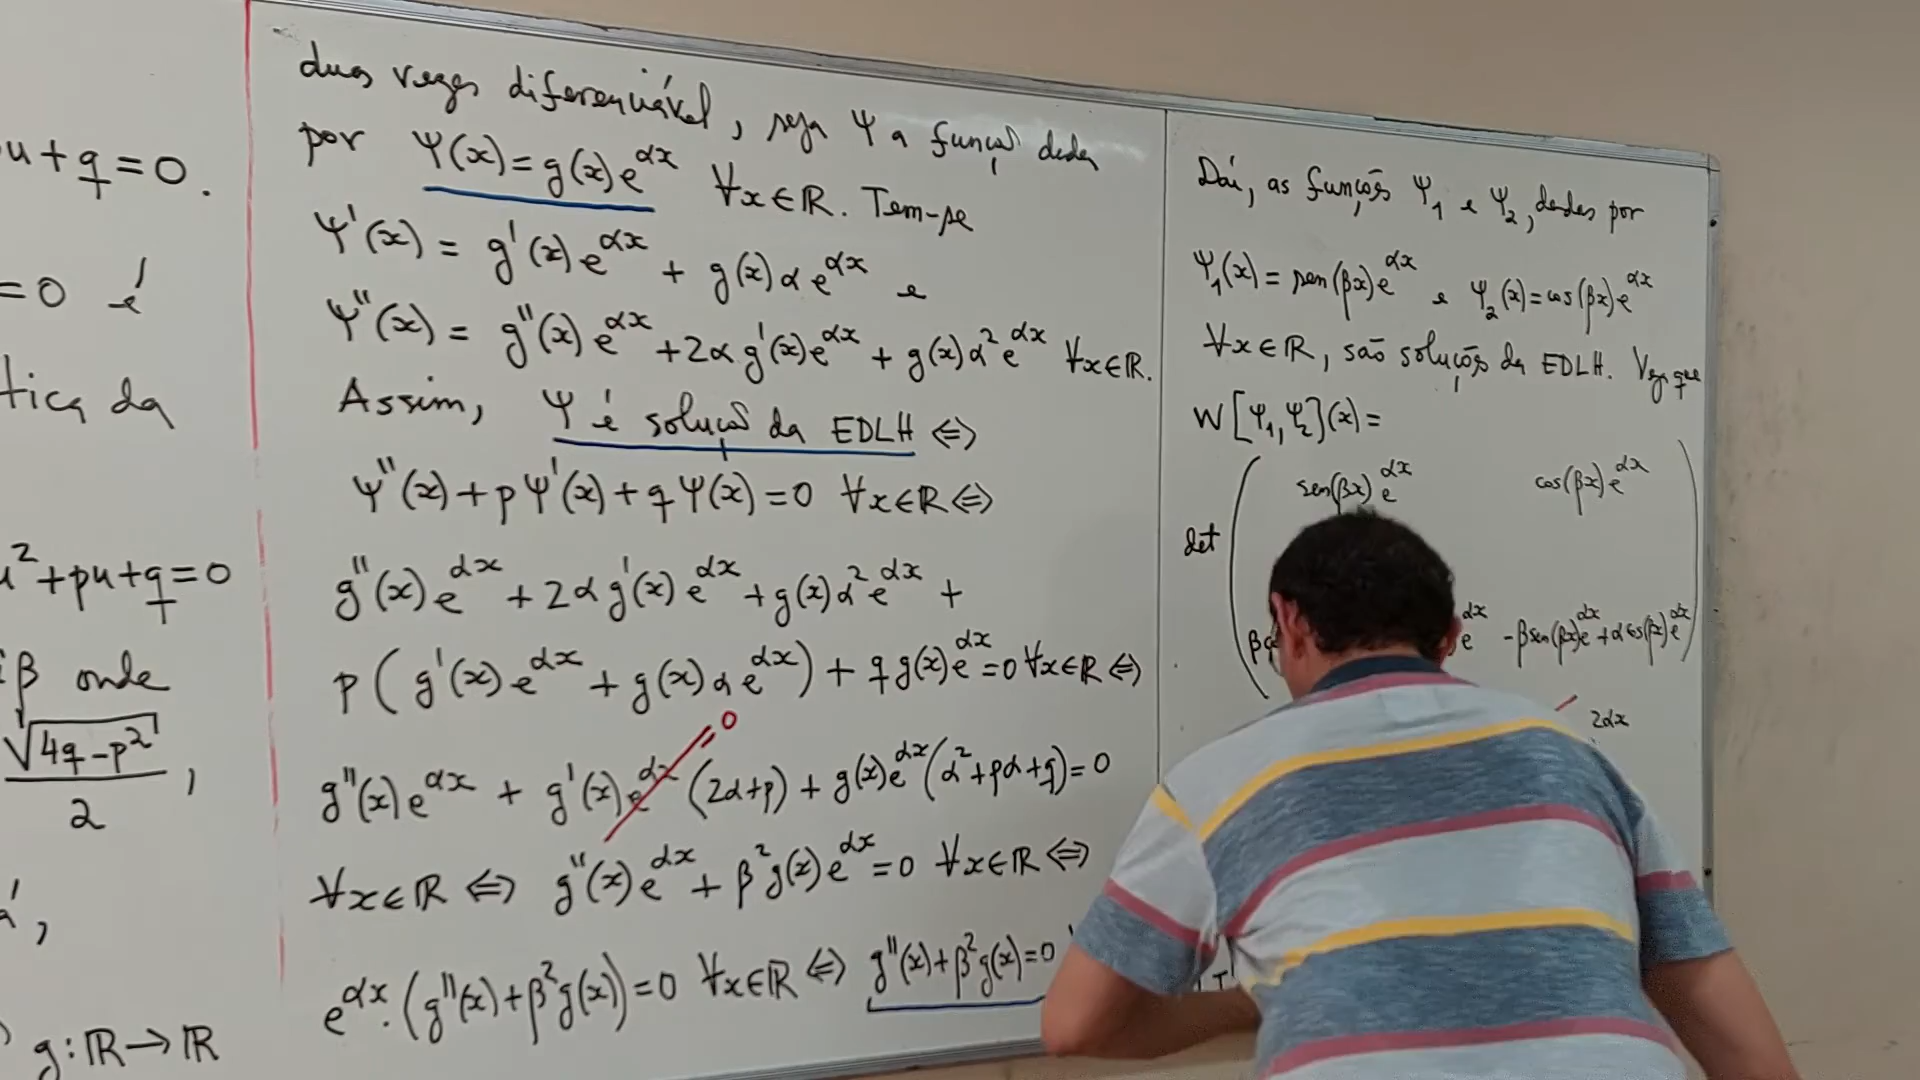 u+q=0.
=0 é
tica da
u²+pu+q=0
iβ onde
√(4q-p²)/2,
g:ℝ→ℝ
duas vezes diferenciável, seja Ψ a função dada
por Ψ(x)=g(x)e^{αx} ∀x∈ℝ. Tem-se
Ψ'(x) = g'(x)e^{αx} + g(x)αe^{αx} e
Ψ''(x) = g''(x)e^{αx}+2αg'(x)e^{αx}+g(x)α²e^{αx} ∀x∈ℝ.
Assim, Ψ é solução da EDLH ⇔
Ψ''(x)+pΨ'(x)+qΨ(x)=0 ∀x∈ℝ ⇔
g''(x)e^{αx}+2αg'(x)e^{αx}+g(x)α²e^{αx}+
p(g'(x)e^{αx}+g(x)αe^{αx})+qg(x)e^{αx}=0 ∀x∈ℝ ⇔
=0
g''(x)e^{αx} + g'(x)e^{αx}(2α+p)+g(x)e^{αx}(α²+pα+q)=0
∀x∈ℝ ⇔ g''(x)e^{αx}+β²g(x)e^{αx}=0 ∀x∈ℝ ⇔
e^{αx}.(g''(x)+β²g(x))=0 ∀x∈ℝ ⇔ g''(x)+β²g(x)=0
Daí, as funções Ψ₁ e Ψ₂, dadas por
Ψ₁(x)=sen(βx)e^{αx} e Ψ₂(x)=cos(βx)e^{αx}
∀x∈ℝ, são soluções da EDLH. Veja que
W[Ψ₁,Ψ₂](x)=
sen(βx)e^{αx} cos(βx)e^{αx}
det
e^{αx} -βsen(βx)e^{αx}+αcos(βx)e^{αx}
2αx